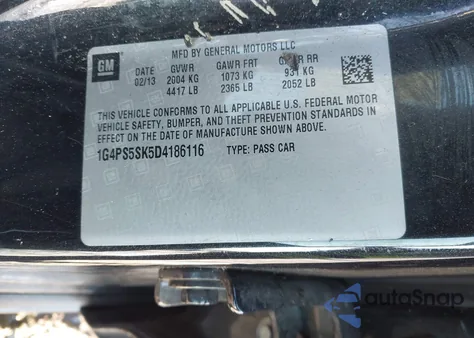 GM
MFD BY GENERAL MOTORS LLC
DATE GVWR GAWR FRT GAWR RR
02/13 2004 KG 1073 KG 931 KG
4417 LB 2365 LB 2052 LB
THIS VEHICLE CONFORMS TO ALL APPLICABLE U.S. FEDERAL MOTOR
VEHICLE SAFETY, BUMPER, AND THEFT PREVENTION STANDARDS IN
EFFECT ON THE DATE OF MANUFACTURE SHOWN ABOVE.
1G4PS5SK5D4186116 TYPE: PASS CAR
autoSnap